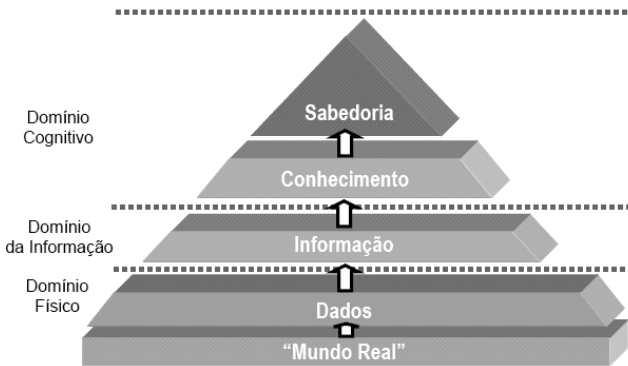 Sabedoria
Domínio
Cognitivo
Conhecimento
Domínio
da Informação
Informação
Domínio
Físico
Dados
“Mundo Real”